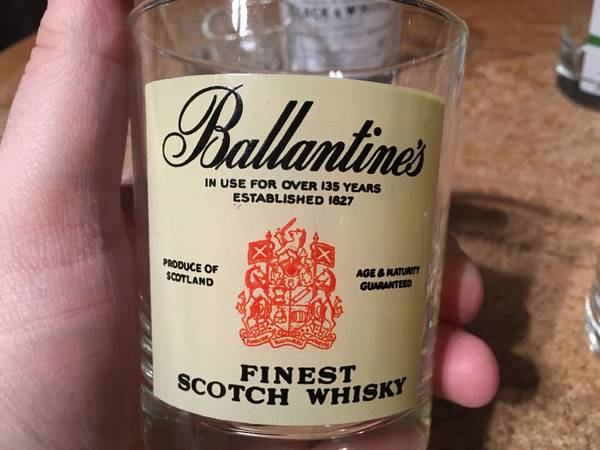 Ballantine's
IN USE FOR OVER 135 YEARS
ESTABLISHED 1827
PRODUCE OF
SCOTLAND
AGE & MATURITY
GUARANTEED
FINEST
SCOTCH WHISKY